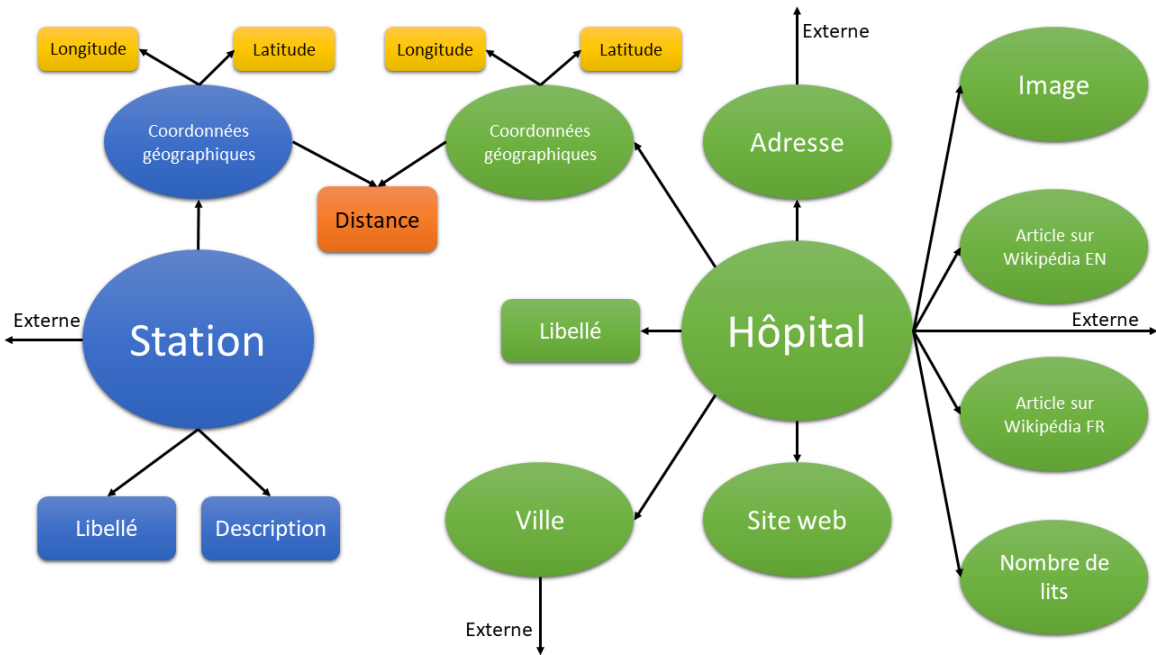 Externe
Longitude
Latitude
Longitude
Latitude
Image
Coordonnées
géographiques
Coordonnées
géographiques
Adresse
Distance
Article sur
Wikipédia EN
Externe
Station
Libellé
Hôpital
Externe
Article sur
Wikipédia FR
Libellé
Description
Ville
Site web
Nombre de
lits
Externe